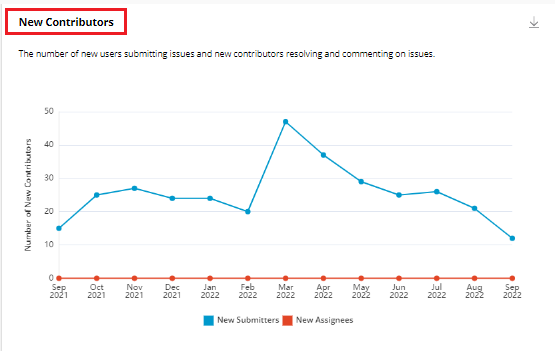 New Contributors
The number of new users submitting issues and new contributors resolving and commenting on issues.
Number of New Contributors
50
40
30
20
10
0
Sep 2021
Oct 2021
Nov 2021
Dec 2021
Jan 2022
Feb 2022
Mar 2022
Apr 2022
May 2022
Jun 2022
Jul 2022
Aug 2022
Sep 2022
New Submitters
New Assignees